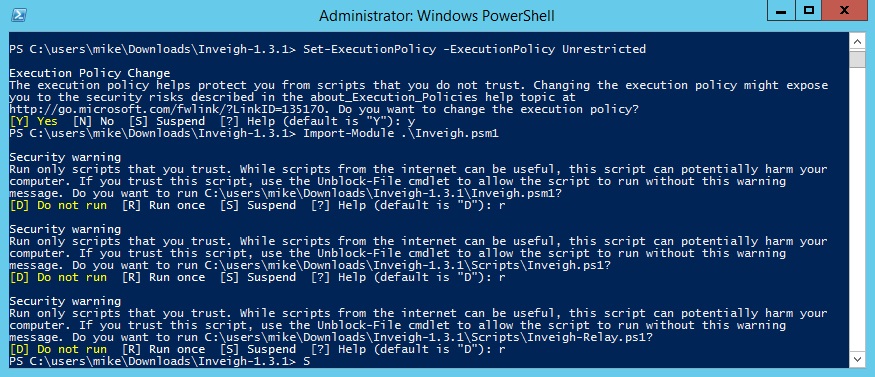 Administrator: Windows PowerShell
PS C:\users\mike\Downloads\Inveigh-1.3.1> Set-ExecutionPolicy -ExecutionPolicy Unrestricted
Execution Policy Change
The execution policy helps protect you from scripts that you do not trust. Changing the execution policy might expose
you to the security risks described in the about_Execution_Policies help topic at
http://go.microsoft.com/fwlink/?LinkID=135170. Do you want to change the execution policy?
[Y] Yes  [N] No  [S] Suspend  [?] Help (default is "Y"): y
PS C:\users\mike\Downloads\Inveigh-1.3.1> Import-Module .\Inveigh.psm1
Security warning
Run only scripts that you trust. While scripts from the internet can be useful, this script can potentially harm your
computer. If you trust this script, use the Unblock-File cmdlet to allow the script to run without this warning
message. Do you want to run C:\users\mike\Downloads\Inveigh-1.3.1\Inveigh.psm1?
[D] Do not run  [R] Run once  [S] Suspend  [?] Help (default is "D"): r
Security warning
Run only scripts that you trust. While scripts from the internet can be useful, this script can potentially harm your
computer. If you trust this script, use the Unblock-File cmdlet to allow the script to run without this warning
message. Do you want to run C:\users\mike\Downloads\Inveigh-1.3.1\Scripts\Inveigh.ps1?
[D] Do not run  [R] Run once  [S] Suspend  [?] Help (default is "D"): r
Security warning
Run only scripts that you trust. While scripts from the internet can be useful, this script can potentially harm your
computer. If you trust this script, use the Unblock-File cmdlet to allow the script to run without this warning
message. Do you want to run C:\users\mike\Downloads\Inveigh-1.3.1\Scripts\Inveigh-Relay.ps1?
[D] Do not run  [R] Run once  [S] Suspend  [?] Help (default is "D"): r
PS C:\users\mike\Downloads\Inveigh-1.3.1> S